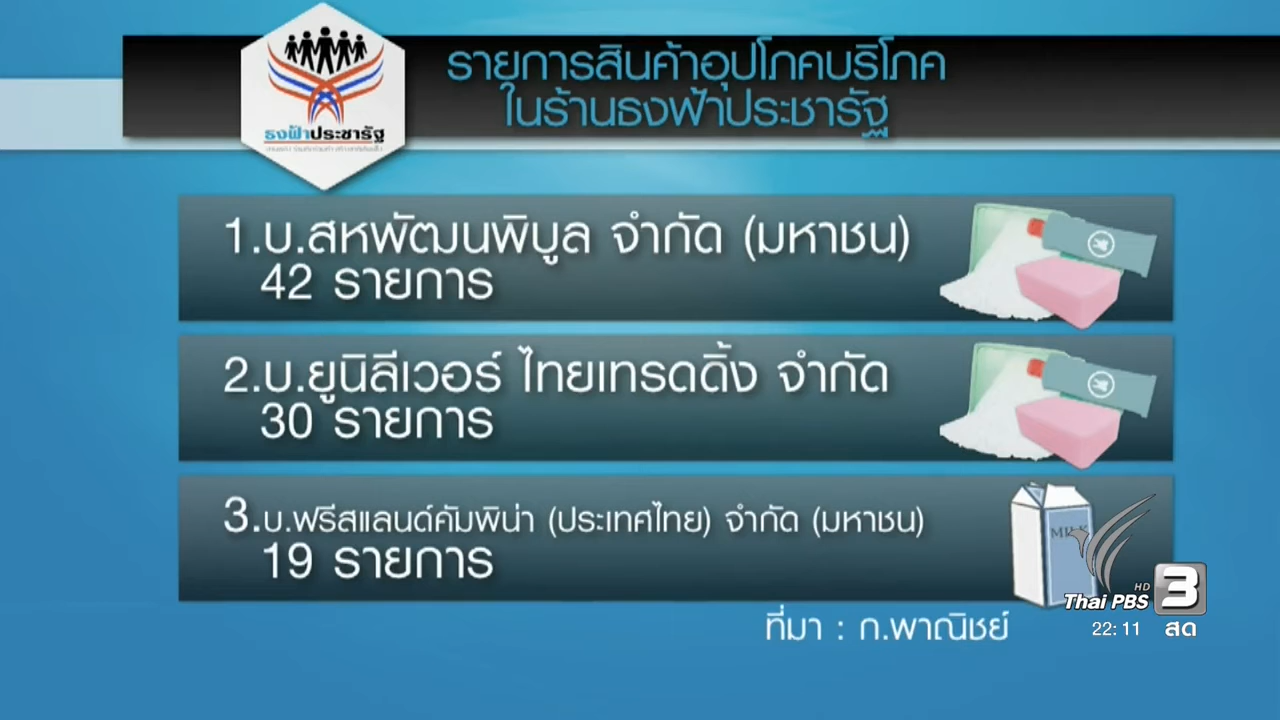 รายการสินค้าอุปโภคบริโภค
ในร้านธงฟ้าประชารัฐ
ธงฟ้าประชารัฐ
1.บ.สหพัฒนพิบูล จำกัด (มหาชน)
42 รายการ
2.บ.ยูนิลีเวอร์ ไทยเทรดดิ้ง จำกัด
30 รายการ
3.บ.ฟรีสแลนด์คัมพิน่า (ประเทศไทย) จำกัด (มหาชน)
19 รายการ
MILK
HD
Thai PBS 3
ที่มา : ก.พาณิชย์
22:11 สด